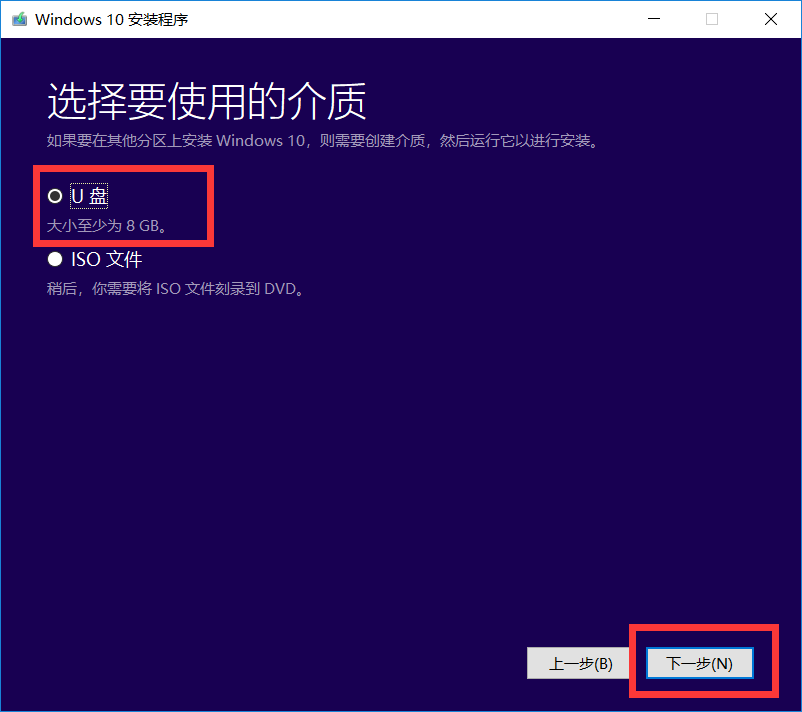 Windows 10 安装程序
选择要使用的介质
如果要在其他分区上安装 Windows 10，则需要创建介质，然后运行它以进行安装。
U 盘
大小至少为 8 GB。
ISO 文件
稍后，你需要将 ISO 文件刻录到 DVD。
上一步(B)
下一步(N)